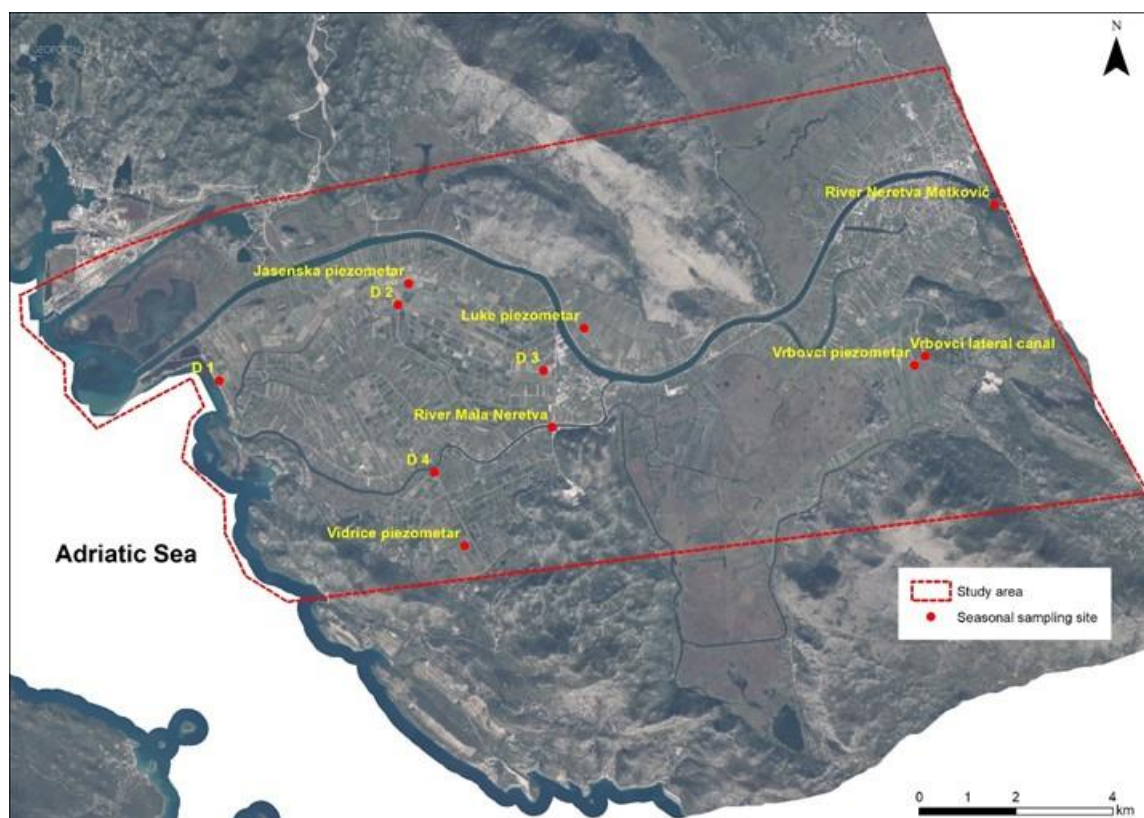 GEOPORTAL
N
River Neretva Metković
Jasenska piezometar
D 2
Luke piezometar
Vrbovci lateral canal
Vrbovci piezometar
D 3
D 1
River Mala Neretva
D 4
Vidrice piezometar
Adriatic Sea
Study area
Seasonal sampling site
0 1 2 4
km